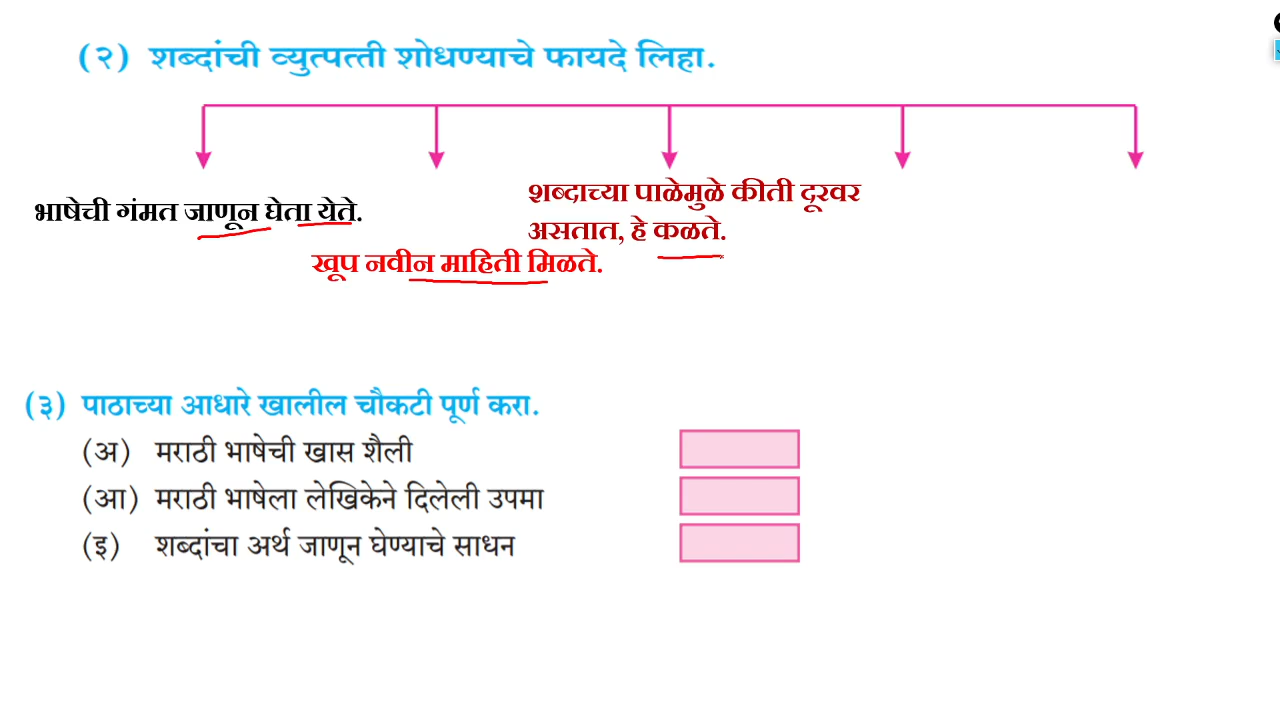 (२) शब्दांची व्युत्पत्ती शोधण्याचे फायदे लिहा.
भाषेची गंमत जाणून घेता येते.
खूप नवीन माहिती मिळते.
शब्दाच्या पाळेमुळे कीती दूरवर
असतात, हे कळते.
(३) पाठाच्या आधारे खालील चौकटी पूर्ण करा.
(अ) मराठी भाषेची खास शैली
(आ) मराठी भाषेला लेखिकेने दिलेली उपमा
(इ) शब्दांचा अर्थ जाणून घेण्याचे साधन